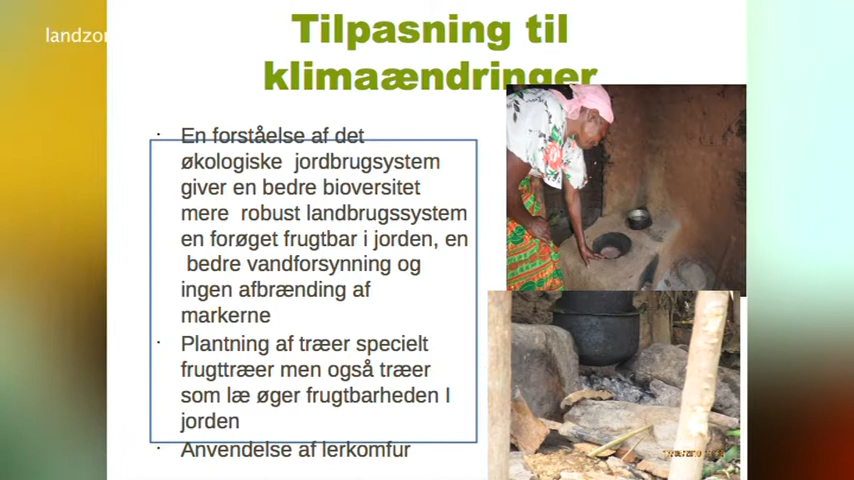 landzo
Tilpasning til
klimaændringer
· En forståelse af det
økologiske jordbrugsystem
giver en bedre bioversitet
mere robust landbrugssystem
en forøget frugtbar i jorden, en
bedre vandforsynning og
ingen afbrænding af
markerne
· Plantning af træer specielt
frugttræer men også træer
som læ øger frugtbarheden I
jorden
· Anvendelse af lerkomfur